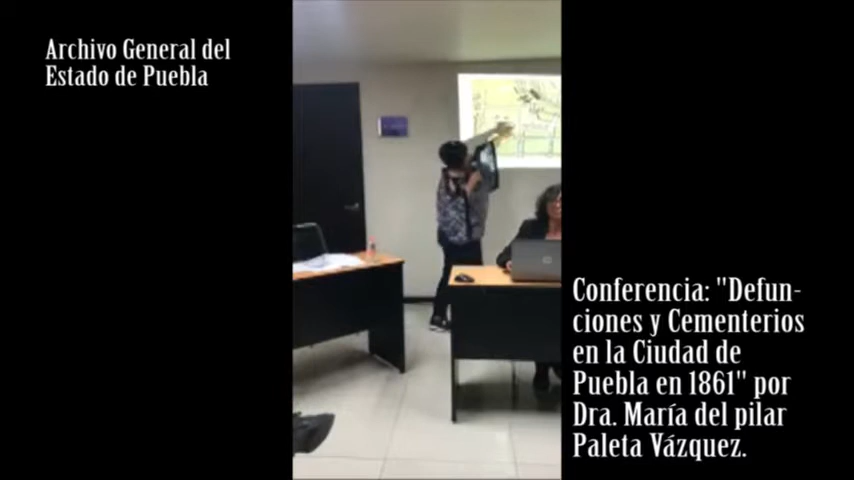 Archivo General del
Estado de Puebla
Conferencia: "Defun-
ciones y Cementerios
en la Ciudad de
Puebla en 1861" por
Dra. María del pilar
Paleta Vázquez.